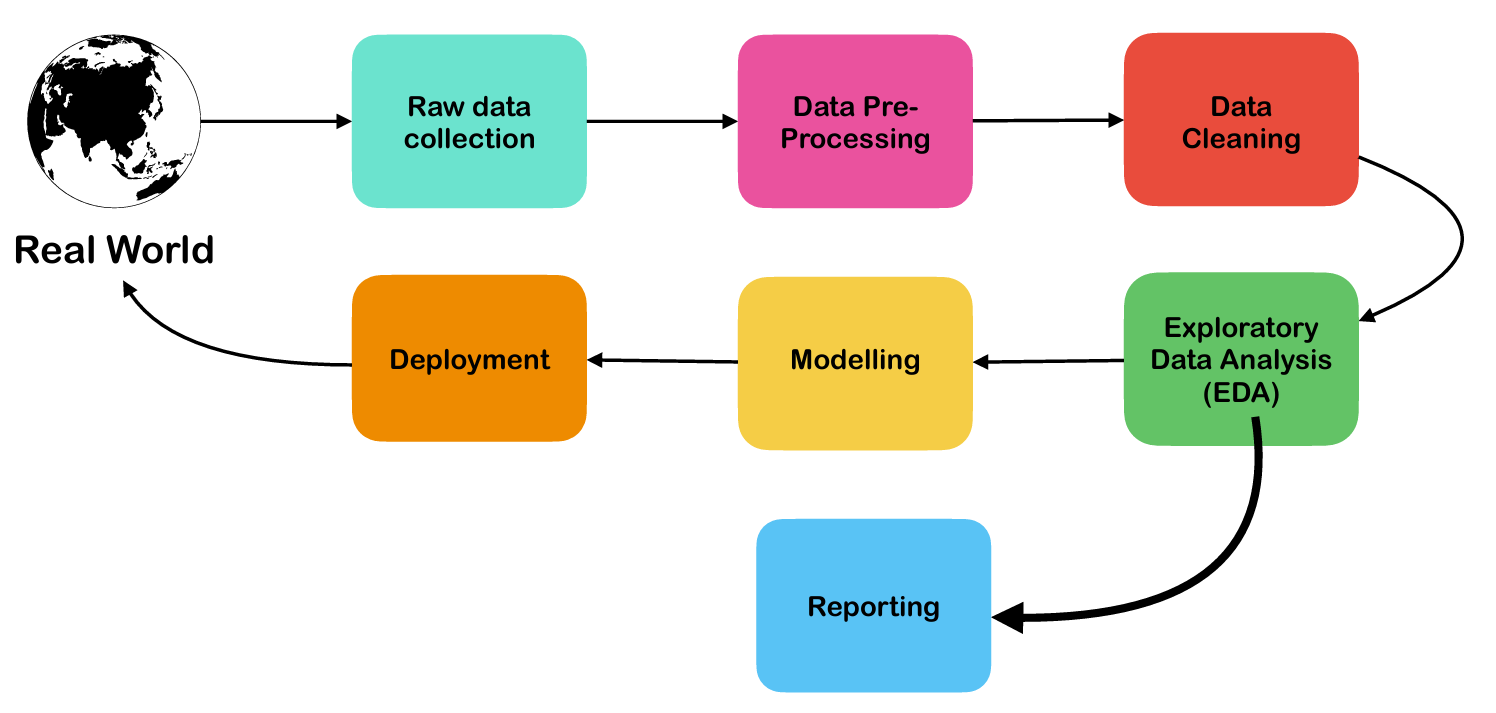 Raw data
collection
Data Pre-
Processing
Data
Cleaning
Real World
Deployment
Modelling
Exploratory
Data Analysis
(EDA)
Reporting